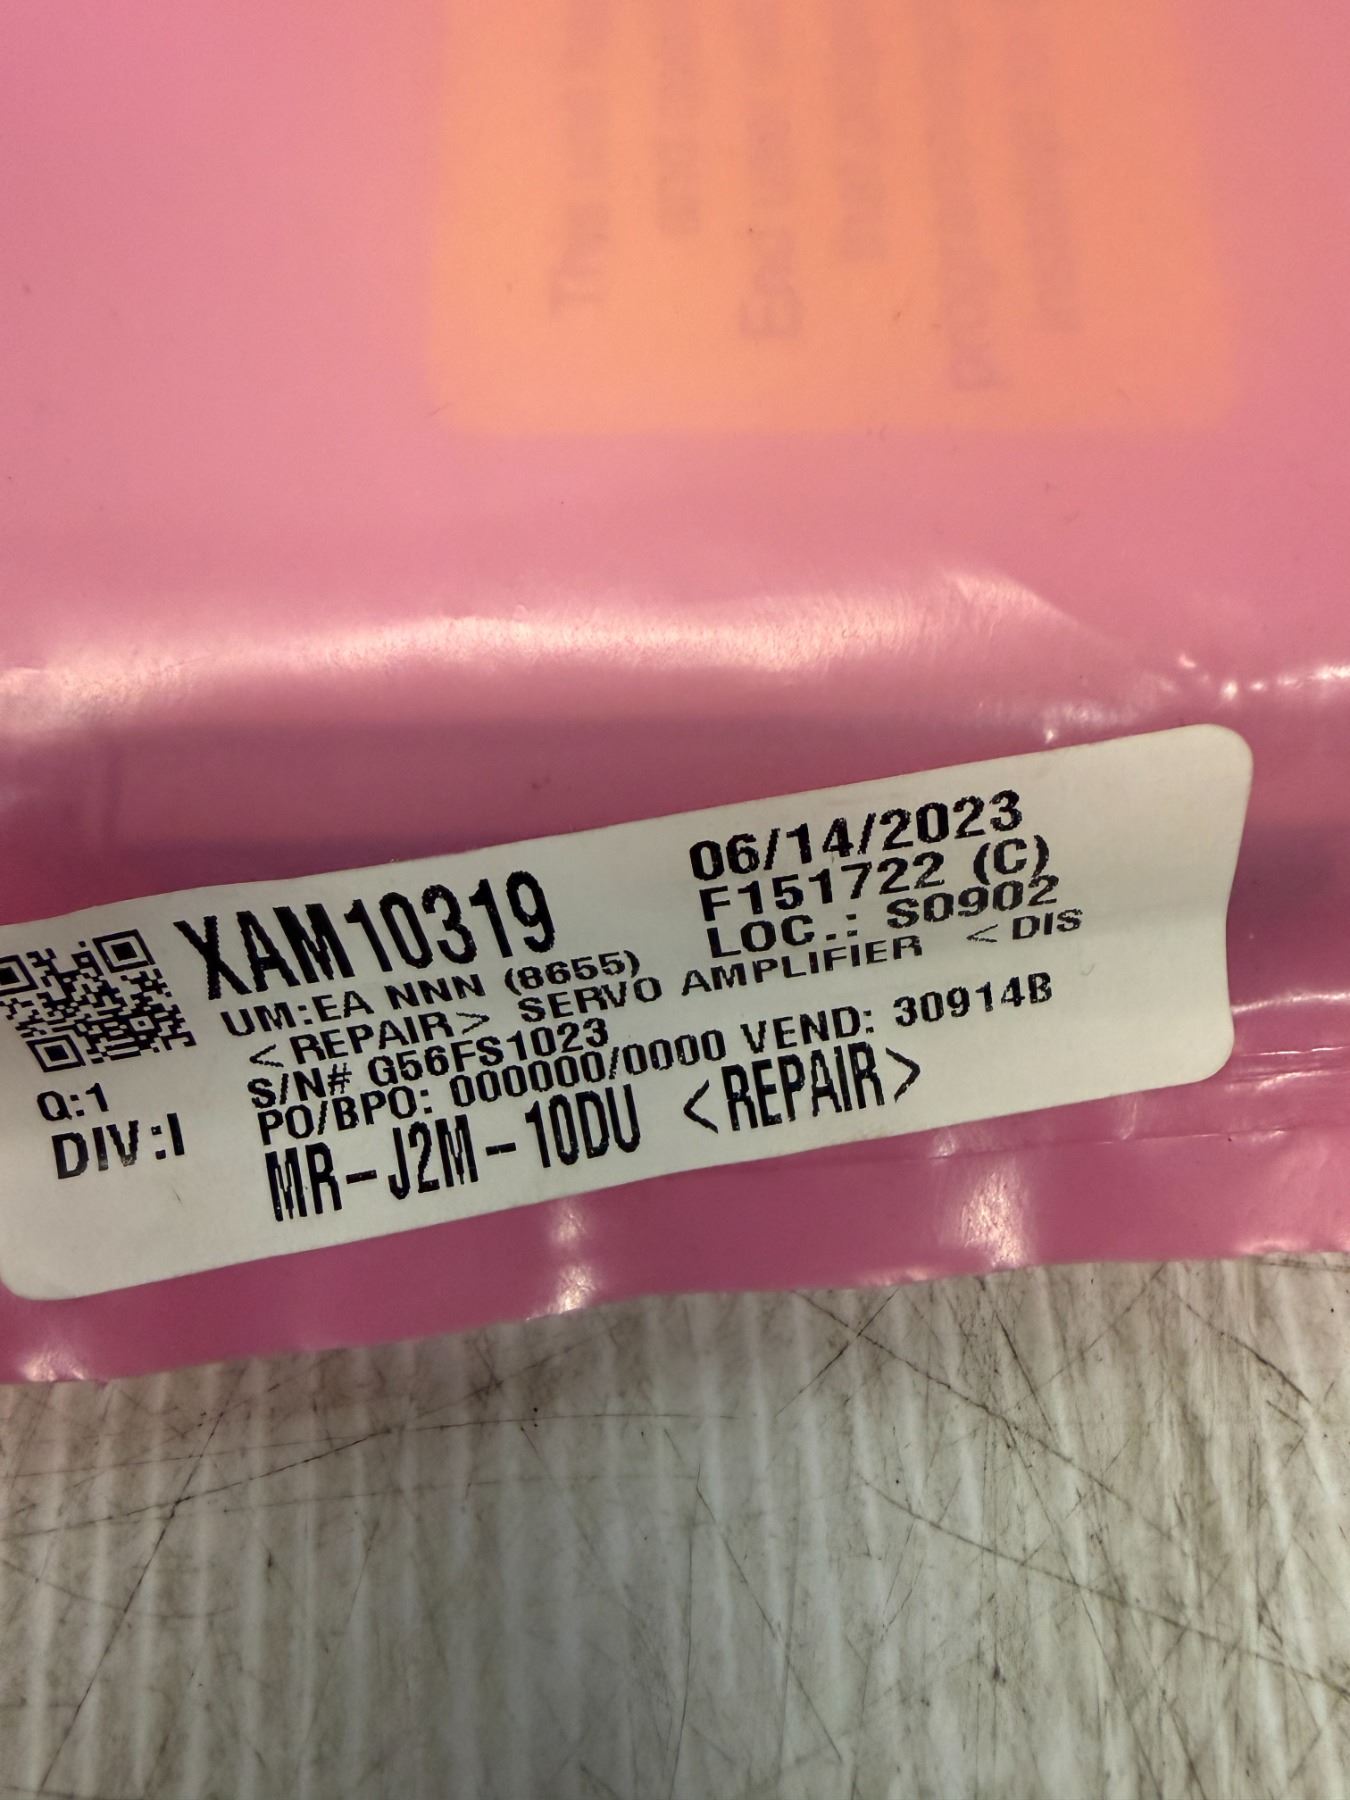 XAM10319
06/14/2023
F151722 (C)
LOC.: S0902
UM:EA NNN (8655)
<REPAIR> SERVO AMPLIFIER <DIS
S/N# G56FS1023
PO/BPO: 000000/0000 VEND: 30914B
Q:1
DIV:I
MR-J2M-10DU <REPAIR>